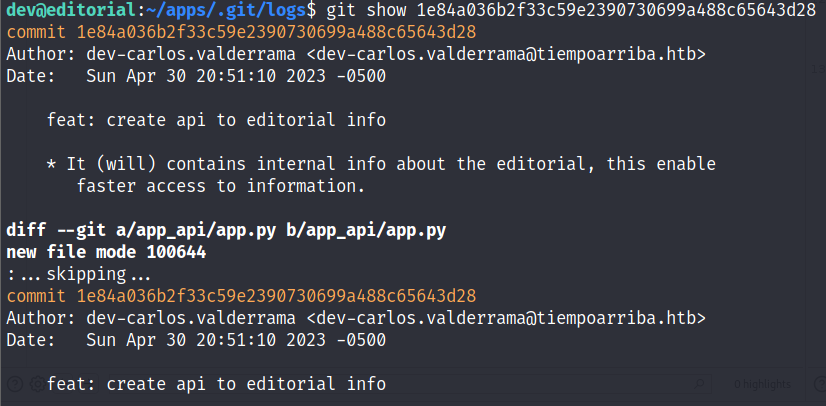 dev@editorial:~/apps/.git/logs$ git show 1e84a036b2f33c59e2390730699a488c65643d28
commit 1e84a036b2f33c59e2390730699a488c65643d28
Author: dev-carlos.valderrama <dev-carlos.valderrama@tiempoarriba.htb>
Date:   Sun Apr 30 20:51:10 2023 -0500

    feat: create api to editorial info

    * It (will) contains internal info about the editorial, this enable
       faster access to information.

diff --git a/app_api/app.py b/app_api/app.py
new file mode 100644
:...skipping...
commit 1e84a036b2f33c59e2390730699a488c65643d28
Author: dev-carlos.valderrama <dev-carlos.valderrama@tiempoarriba.htb>
Date:   Sun Apr 30 20:51:10 2023 -0500

    feat: create api to editorial info
0 highlights